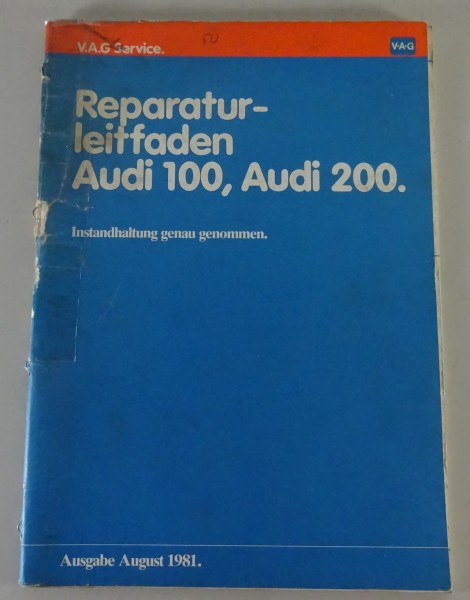 V.A.G Service.
V·A·G
Reparatur-
leitfaden
Audi 100, Audi 200.
Instandhaltung genau genommen.
Ausgabe August 1981.